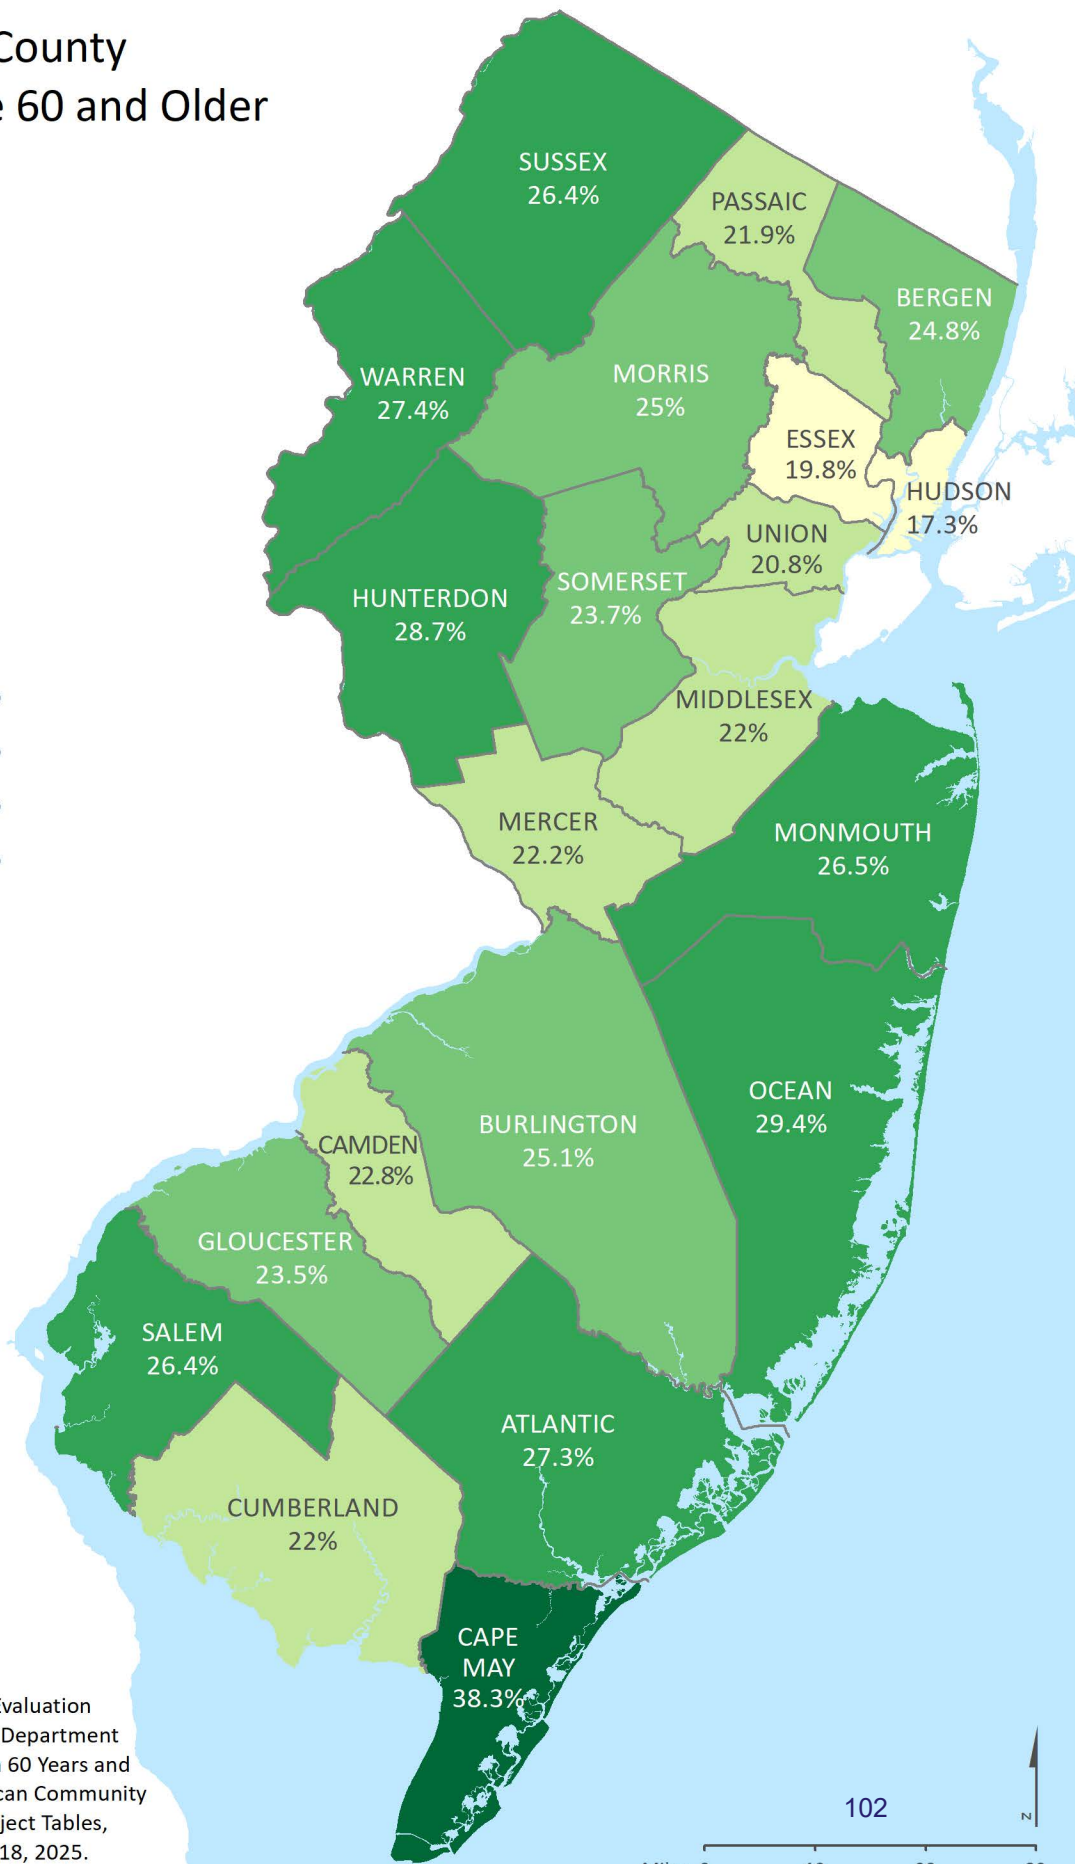 County
60 and Older
SUSSEX
26.4%
PASSAIC
21.9%
BERGEN
24.8%
WARREN
27.4%
MORRIS
25%
ESSEX
19.8%
HUDSON
17.3%
UNION
20.8%
HUNTERDON
28.7%
SOMERSET
23.7%
MIDDLESEX
22%
MERCER
22.2%
MONMOUTH
26.5%
OCEAN
29.4%
BURLINGTON
25.1%
CAMDEN
22.8%
GLOUCESTER
23.5%
SALEM
26.4%
ATLANTIC
27.3%
CUMBERLAND
22%
CAPE
MAY
38.3%
Evaluation
Department
60 Years and
can Community
ject Tables,
18, 2025.
102
z